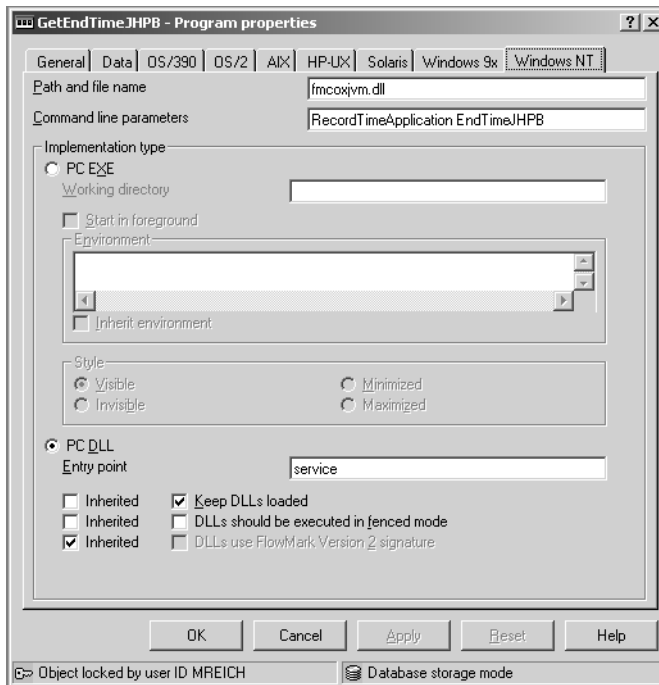 GetEndTimeJHPB - Program properties
General Data OS/390 OS/2 AIX HP-UX Solaris Windows 9x Windows NT
Path and file name fmcoxjvm.dll
Command line parameters RecordTimeApplication EndTimeJHPB
Implementation type
PC EXE
Working directory
Start in foreground
Environment
Inherit environment
Style
Visible Minimized
Invisible Maximized
PC DLL
Entry point service
Inherited Keep DLLs loaded
Inherited DLLs should be executed in fenced mode
Inherited DLLs use FlowMark Version 2 signature
OK Cancel Apply Reset Help
Object locked by user ID MREICH Database storage mode